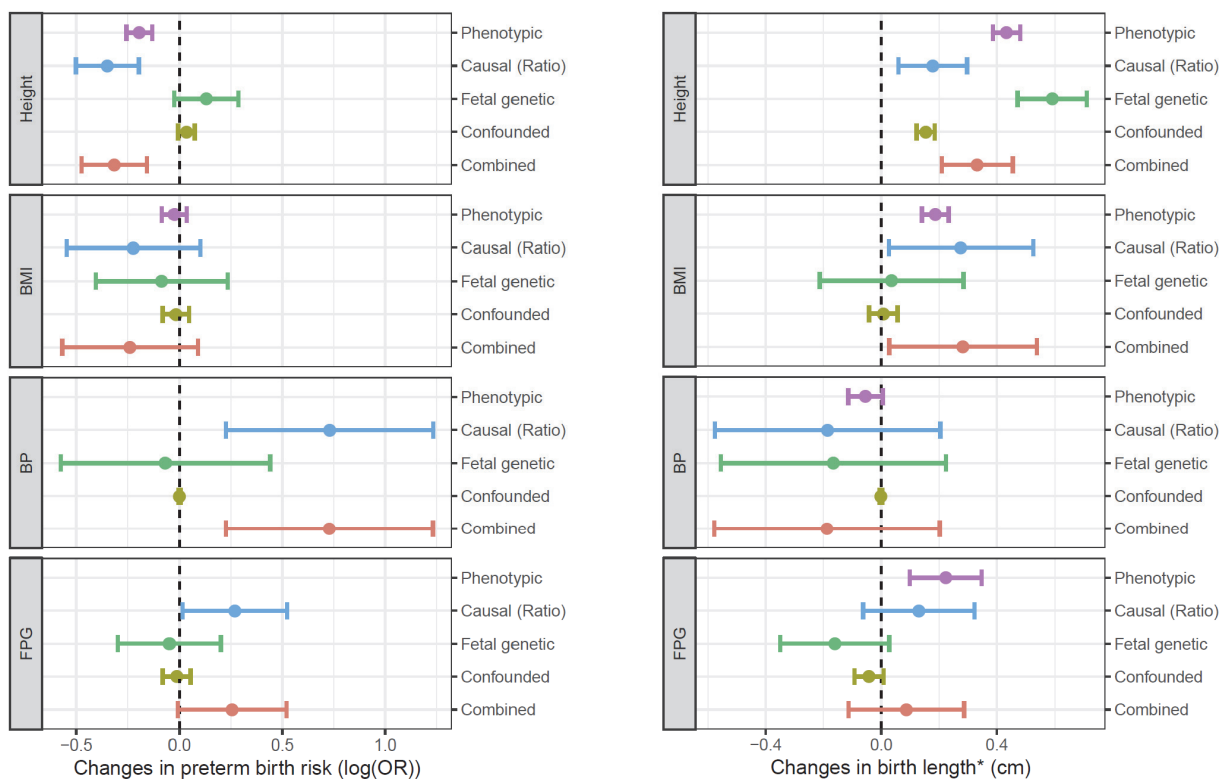 Height
Phenotypic
Causal (Ratio)
Fetal genetic
Confounded
Combined
BMI
Phenotypic
Causal (Ratio)
Fetal genetic
Confounded
Combined
BP
Phenotypic
Causal (Ratio)
Fetal genetic
Confounded
Combined
FPG
Phenotypic
Causal (Ratio)
Fetal genetic
Confounded
Combined
−0.5 0.0 0.5 1.0
Changes in preterm birth risk (log(OR))
Height
Phenotypic
Causal (Ratio)
Fetal genetic
Confounded
Combined
BMI
Phenotypic
Causal (Ratio)
Fetal genetic
Confounded
Combined
BP
Phenotypic
Causal (Ratio)
Fetal genetic
Confounded
Combined
FPG
Phenotypic
Causal (Ratio)
Fetal genetic
Confounded
Combined
−0.4 0.0 0.4
Changes in birth length* (cm)